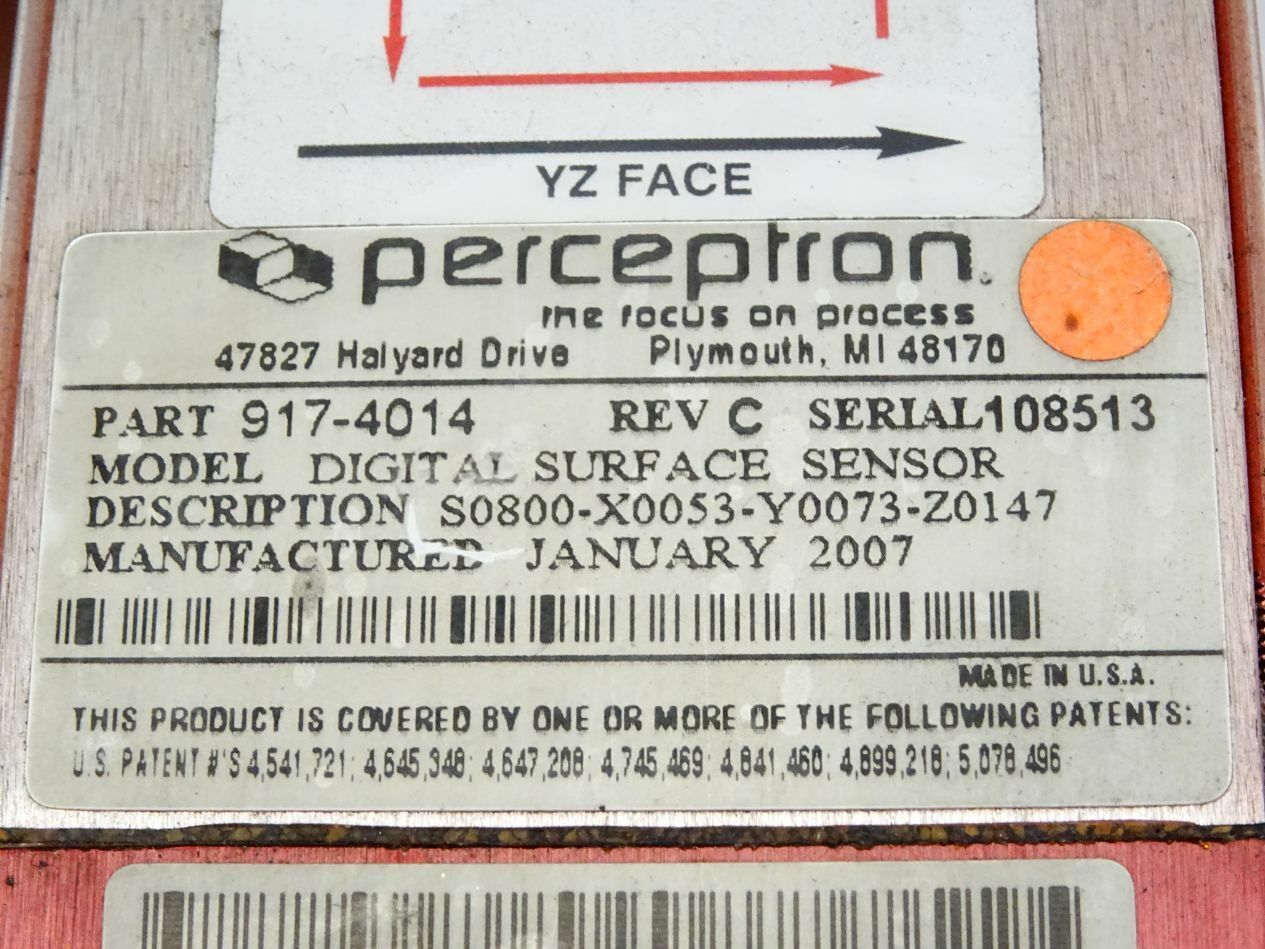 YZ FACE
perceptron.
the focus on process
47827 Halyard Drive Plymouth, MI 48170
PART 917-4014 REV C SERIAL 108513
MODEL DIGITAL SURFACE SENSOR
DESCRIPTION S0800-X0053-Y0073-Z0147
MANUFACTURED JANUARY 2007
MADE IN U.S.A.
THIS PRODUCT IS COVERED BY ONE OR MORE OF THE FOLLOWING PATENTS:
U.S. PATENT #'S 4,541,721; 4,645,348; 4,647,208; 4,745,469; 4,841,460; 4,899,218; 5,078,496